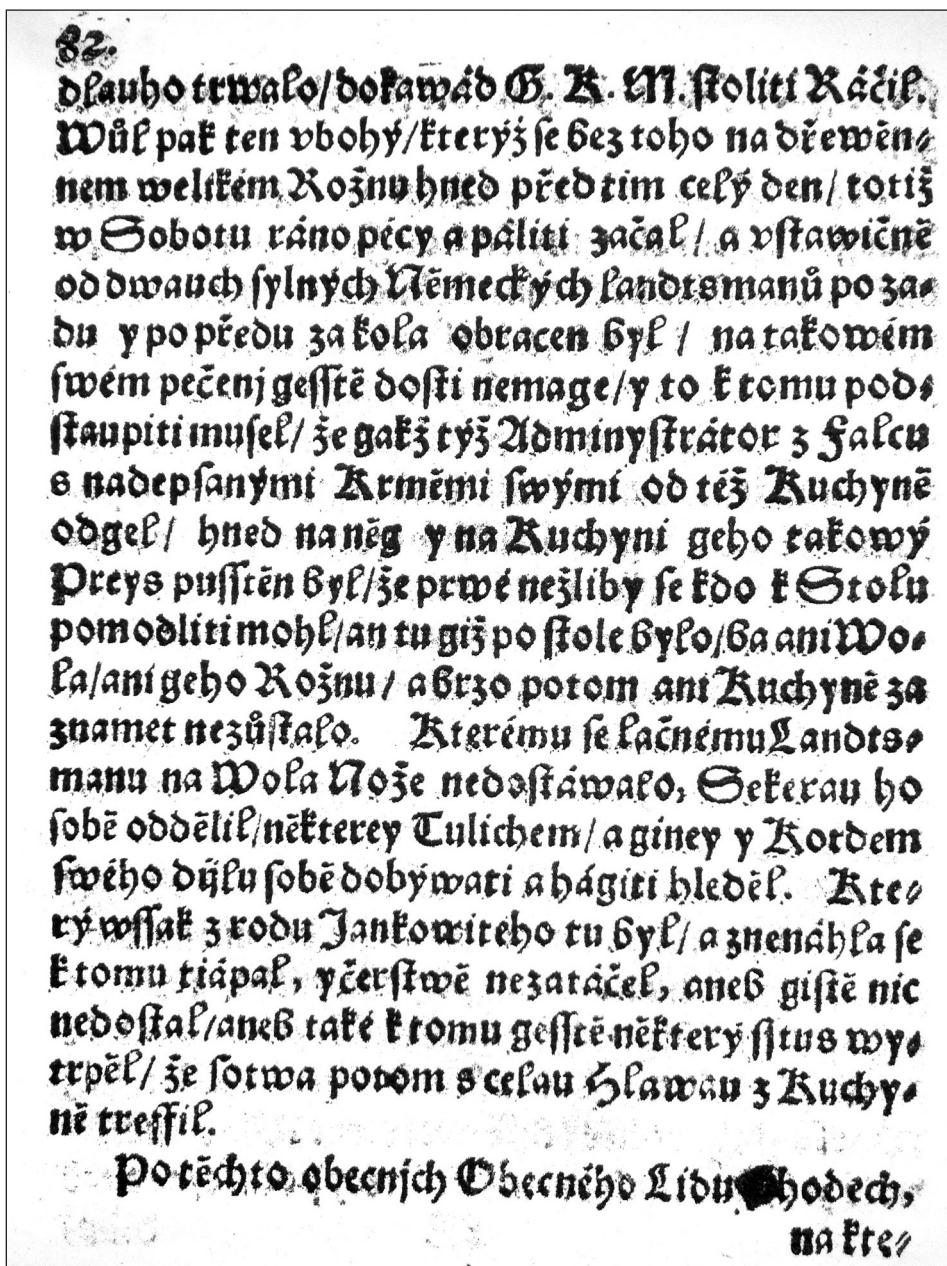 82.
dlauho trwalo/dokawád G. K. M. ſtoliti Ráčil.
Wůl pak ten vbohý/kterýž ſe bez toho na dřewěn⸗
nem welikém Rožnu hned před tim celý den/ totiž
w Sobotu ráno pécy a páliti začal/ a vſtawičně
od dwauch ſylných Německých landtsmanů po za⸗
du y po předu za kola obracen byl/ na takowém
ſwém pečenj geſſtě doſti nemage/y to k tomu pod⸗
ſtaupiti muſel/ že gakž týž Adminyſtrátor z Falcu
s nadepſanými Krměmi ſwými od též Kuchyně
odgel/ hned na něg y na Kuchyni geho takowý
Preys puſſtěn byl/že prwé nežliby ſe kdo k Stolu
pomodliti mohl/an tu giž po ſtole bylo/ba ani Wo⸗
la/ani geho Rožnu/ a brzo potom ani Kuchyně za
znamet nezůſtalo. Kterému ſe lačnému Landts⸗
manu na Wola Nože nedoſtáwalo, Sekerau ho
ſobě oddělil/některey Tulichem/a giney y Kordem
ſwého dýlu ſobě dobýwati a hágiti hleděl. Kte⸗
rý wſſak z rodu Jankowiteho tu byl/ a znenáhla ſe
k tomu tiápal, y čerſtwě nezatáčel, aneb giſtě nic
nedoſtal/aneb také k tomu geſſtě některý ſſtus wy⸗
trpěl/ že ſotwa potom s celau Hlawau z Kuchy⸗
ně treffil.
Po těchto obecnjch Obecného Lidu hodech,
na kte⸗